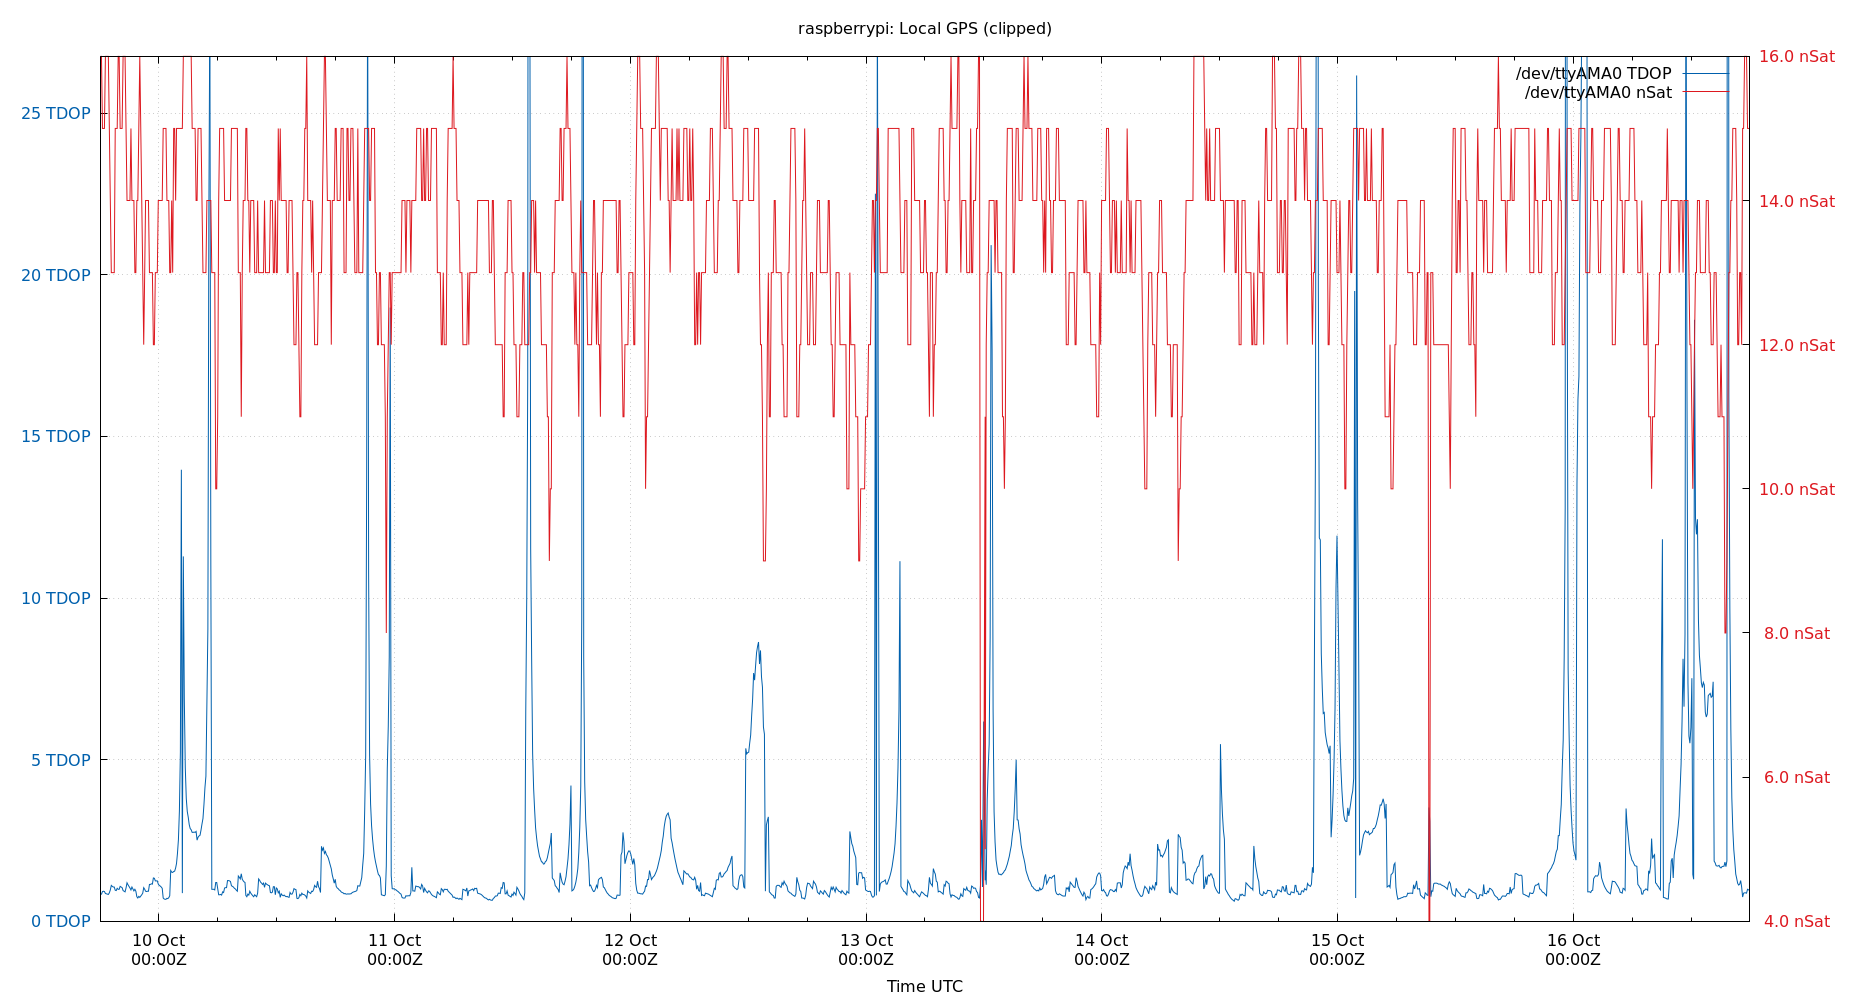 raspberrypi: Local GPS (clipped)
/dev/ttyAMA0 TDOP
/dev/ttyAMA0 nSat
25 TDOP
20 TDOP
15 TDOP
10 TDOP
5 TDOP
0 TDOP
16.0 nSat
14.0 nSat
12.0 nSat
10.0 nSat
8.0 nSat
6.0 nSat
4.0 nSat
10 Oct
00:00Z
11 Oct
00:00Z
12 Oct
00:00Z
13 Oct
00:00Z
14 Oct
00:00Z
15 Oct
00:00Z
16 Oct
00:00Z
Time UTC